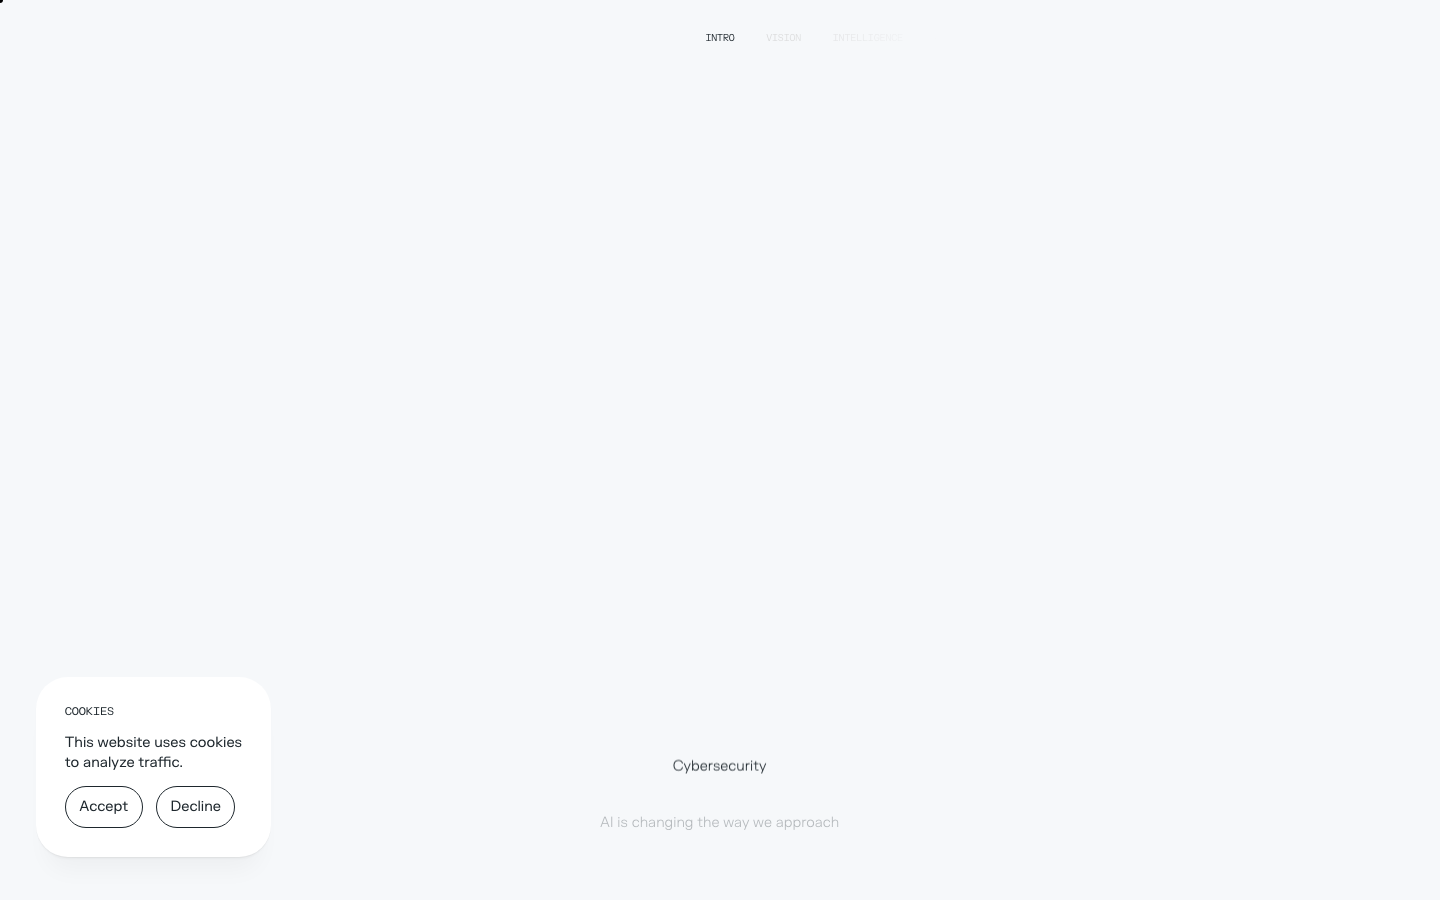 INTRO VISION INTELLIGENCE
COOKIES
This website uses cookies
to analyze traffic.
Accept Decline
Cybersecurity
AI is changing the way we approach